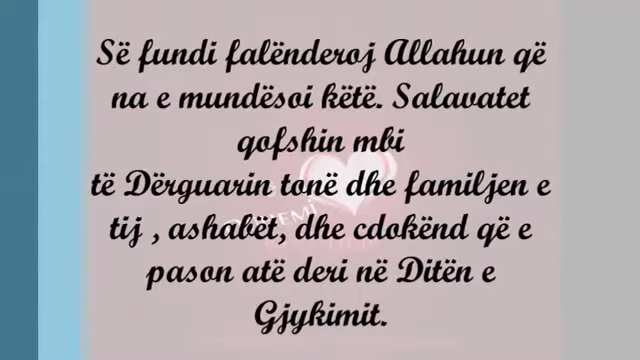 Së fundi falënderoj Allahun që
na e mundësoi këtë. Salavatet
qofshin mbi
të Dërguarin tonë dhe familjen e
tij , ashabët, dhe cdokënd që e
pason atë deri në Ditën e
Gjykimit.